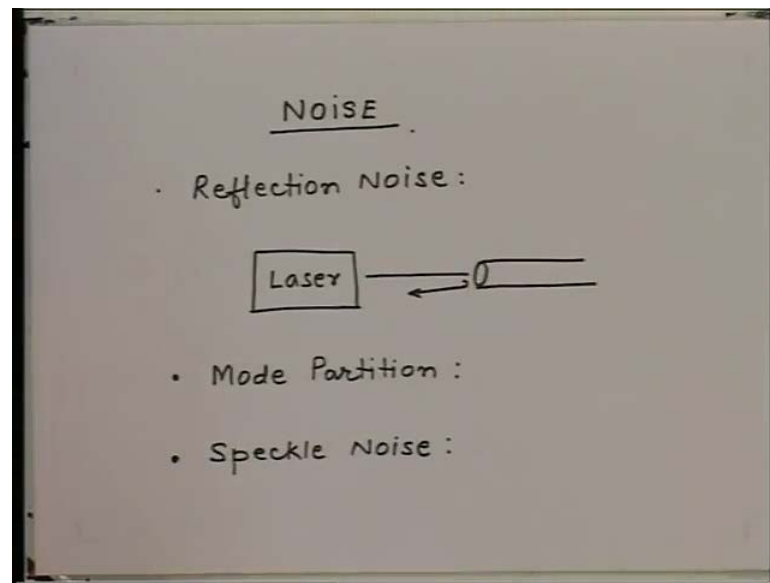 NOISE
· Reflection Noise:
Laser
· Mode Partition:
· Speckle Noise: